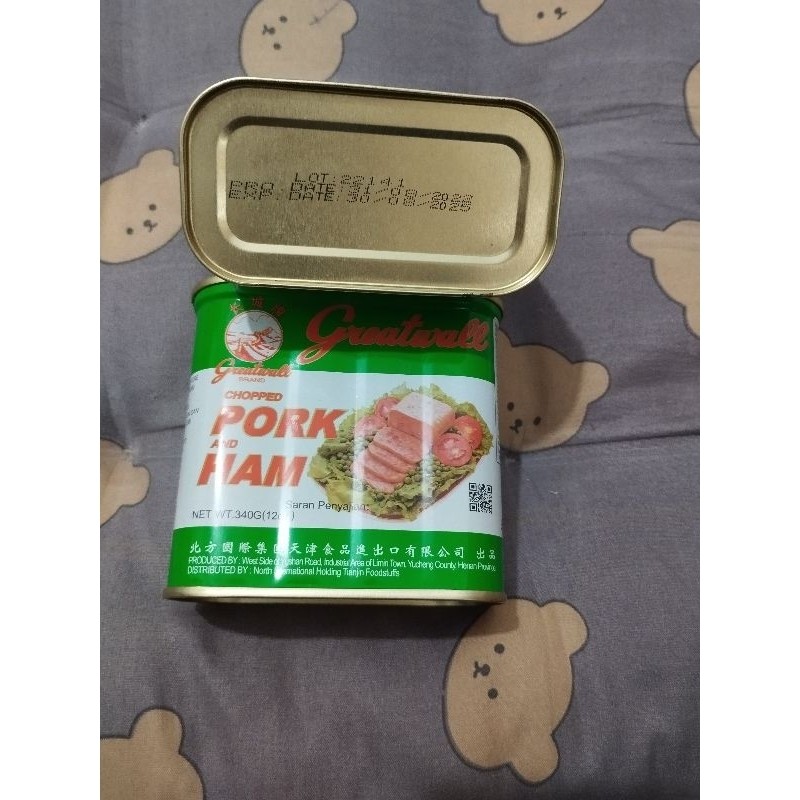 LOT:22141
PRD. DATE:31/08/2022
EXP. DATE:30/08/2025
Greatwall
Greatwall
BRAND
CHOPPED
PORK
AND
HAM
Saran Penyajian
NET WT.340G(12
北方國際集團天津食品進出口有限公司 出品
PRODUCED BY: West Side of Yushan Road, Industrial Area of Limin Town, Yucheng County, Henan Province
DISTRIBUTED BY: North International Holding Tianjin Foodstuffs